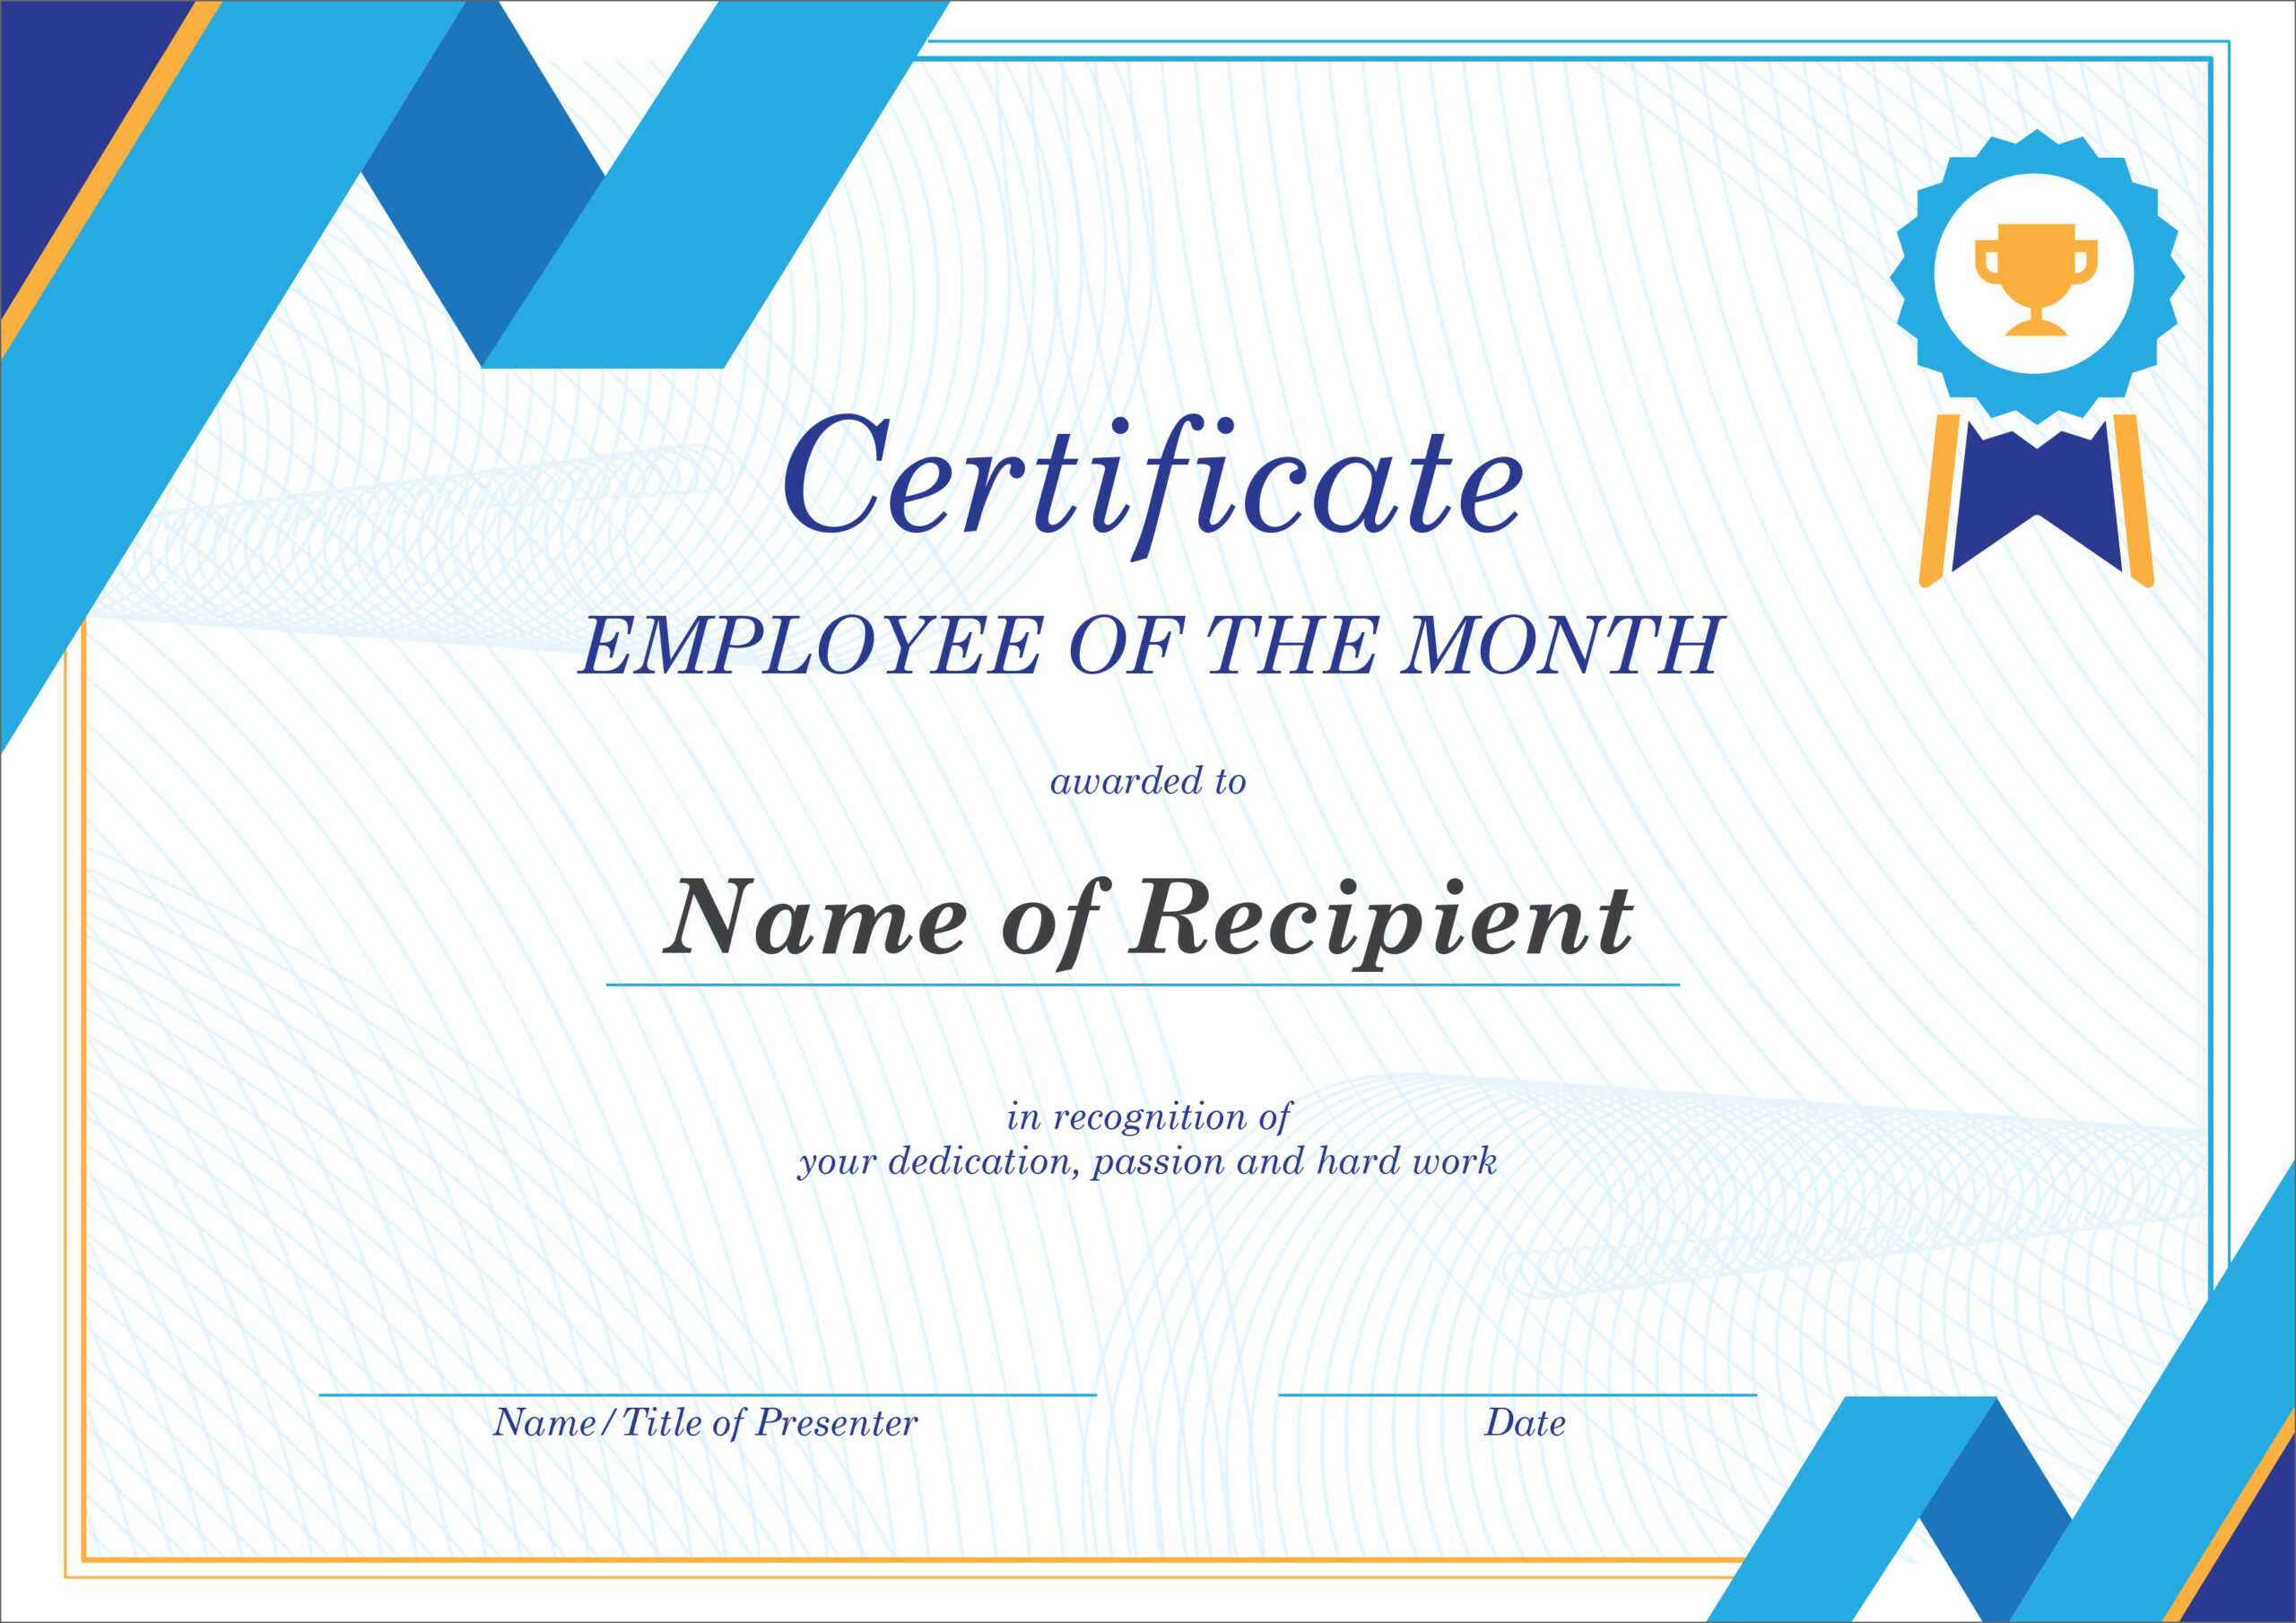 Certificate
EMPLOYEE OF THE MONTH
awarded to
Name of Recipient
in recognition of
your dedication, passion and hard work
Name/Title of Presenter
Date